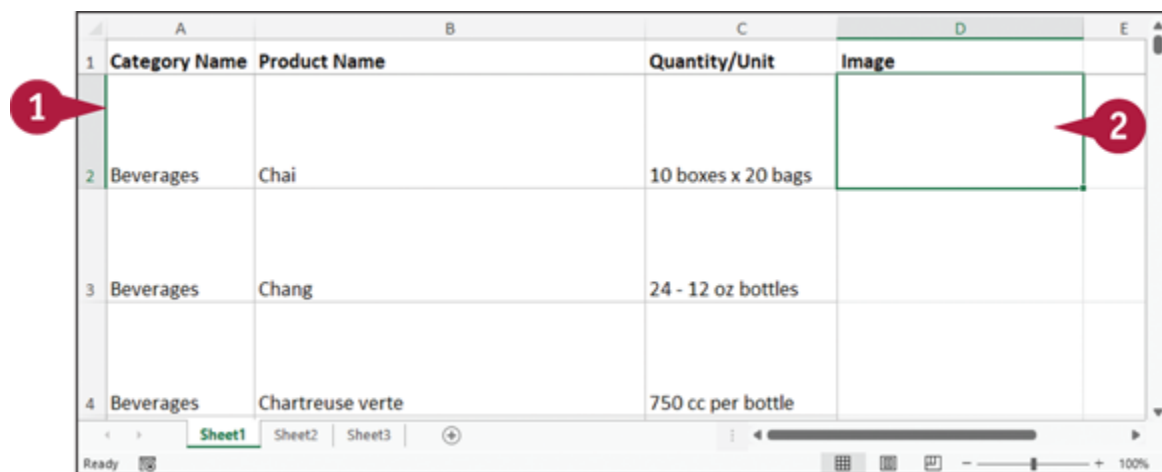 A B C D E
1 Category Name Product Name Quantity/Unit Image
1
2
2 Beverages Chai 10 boxes x 20 bags
3 Beverages Chang 24 - 12 oz bottles
4 Beverages Chartreuse verte 750 cc per bottle
Sheet1 Sheet2 Sheet3
Ready 100%